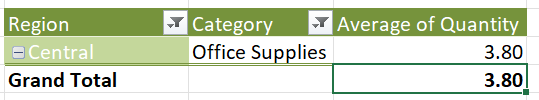 Region Category Average of Quantity
Central Office Supplies 3.80
Grand Total 3.80